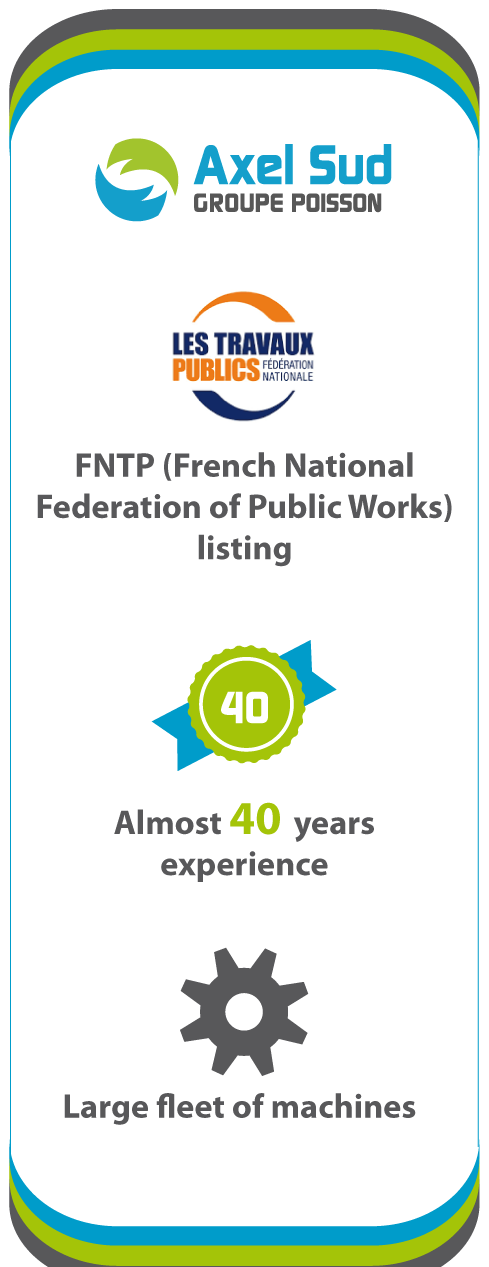 Axel Sud
GROUPE POISSON
LES TRAVAUX
PUBLICS FÉDÉRATION
NATIONALE
FNTP (French National
Federation of Public Works)
listing
40
Almost 40 years
experience
Large fleet of machines